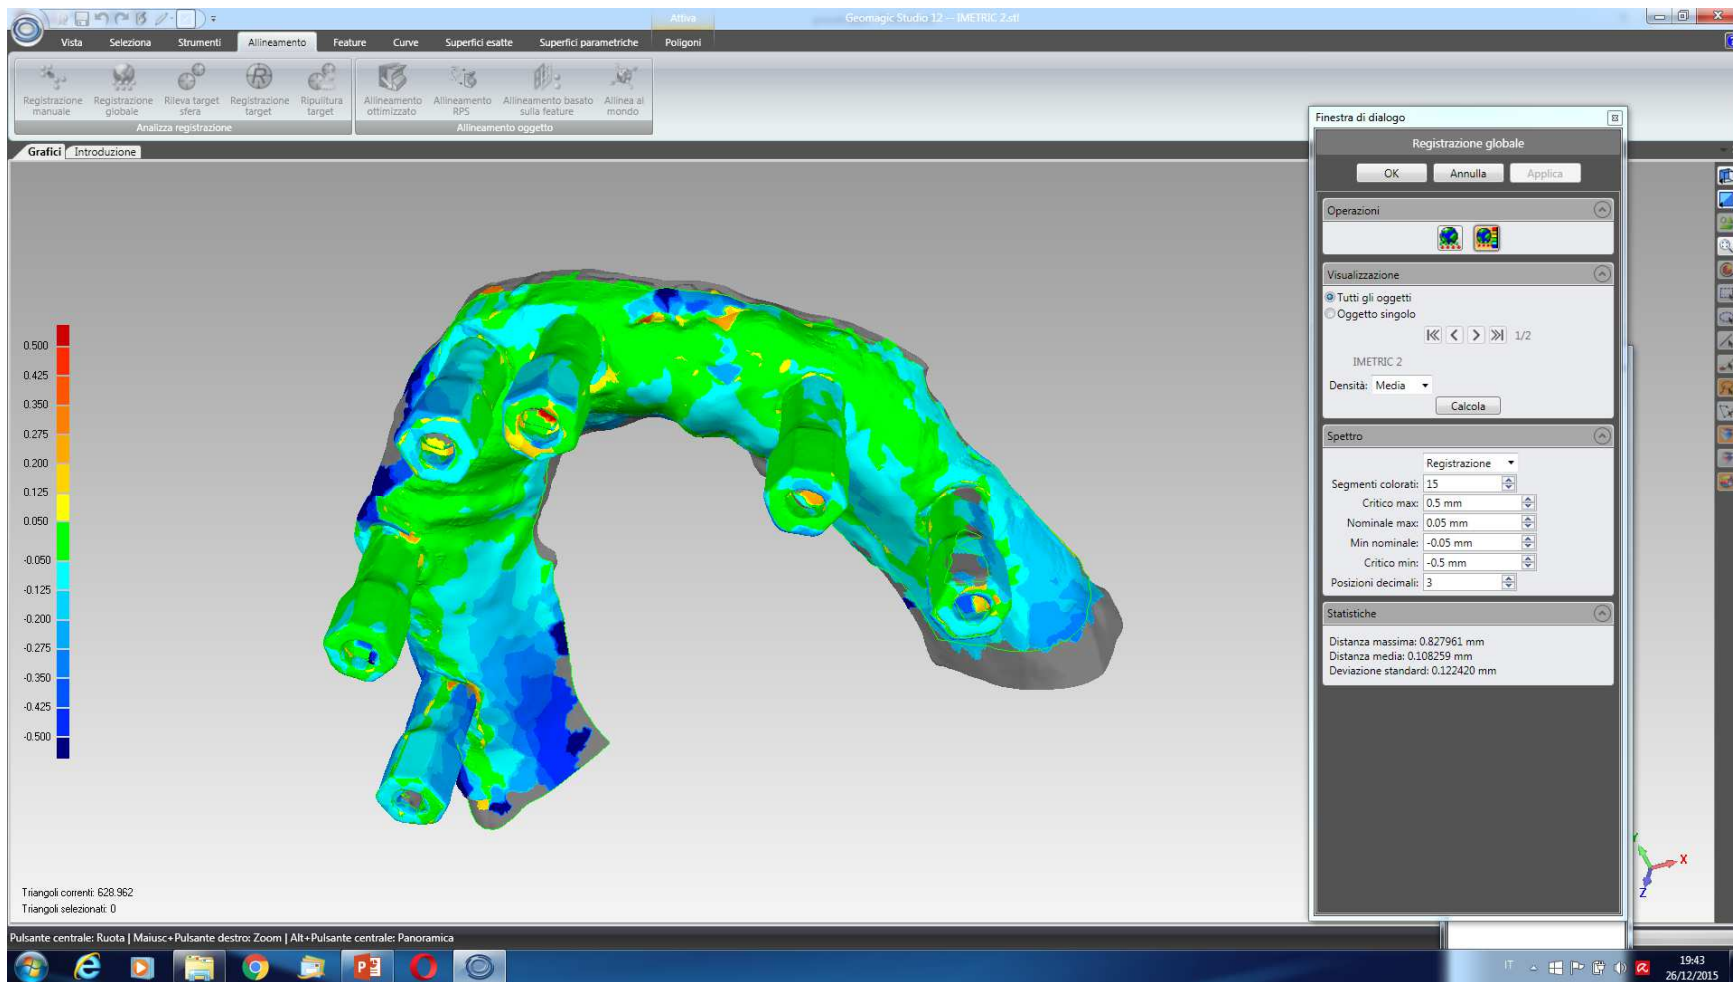 Attiva
Geomagic Studio 12 -- IMETRIC 2.stl
Vista Seleziona Strumenti Allineamento Feature Curve Superfici esatte Superfici parametriche Poligoni
Registrazione manuale
Registrazione globale
Rileva target sfera
Registrazione target
Ripulitura target
Allineamento ottimizzato
Allineamento RPS
Allineamento basato sulla feature
Allinea al mondo
Analizza registrazione
Allineamento oggetto
Grafici Introduzione
0.500
0.425
0.350
0.275
0.200
0.125
0.050
-0.050
-0.125
-0.200
-0.275
-0.350
-0.425
-0.500
Finestra di dialogo
Registrazione globale
OK Annulla Applica
Operazioni
Visualizzazione
Tutti gli oggetti
Oggetto singolo
1/2
IMETRIC 2
Densità: Media
Calcola
Spettro
Registrazione
Segmenti colorati: 15
Critico max: 0.5 mm
Nominale max: 0.05 mm
Min nominale: -0.05 mm
Critico min: -0.5 mm
Posizioni decimali: 3
Statistiche
Distanza massima: 0.827961 mm
Distanza media: 0.108259 mm
Deviazione standard: 0.122420 mm
Y
X
Z
Triangoli correnti: 628.962
Triangoli selezionati: 0
Pulsante centrale: Ruota | Maiusc+Pulsante destro: Zoom | Alt+Pulsante centrale: Panoramica
IT
19:43
26/12/2015